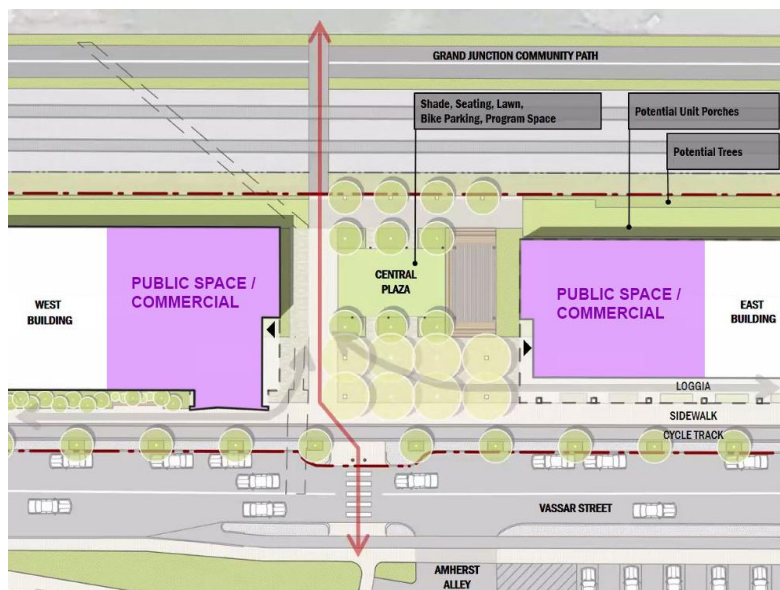 GRAND JUNCTION COMMUNITY PATH
Shade, Seating, Lawn,
Bike Parking, Program Space
Potential Unit Porches
Potential Trees
PUBLIC SPACE /
COMMERCIAL
WEST
BUILDING
CENTRAL
PLAZA
PUBLIC SPACE /
COMMERCIAL
EAST
BUILDING
LOGGIA
SIDEWALK
CYCLE TRACK
VASSAR STREET
AMHERST
ALLEY